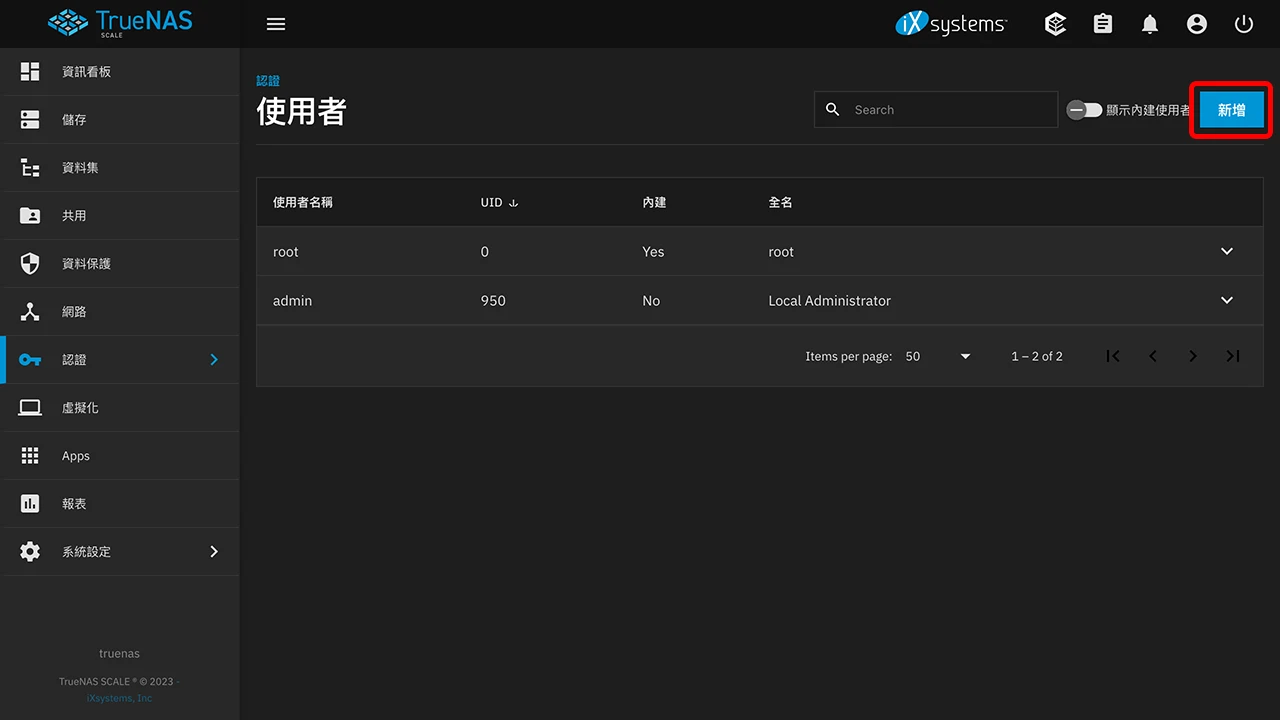 TrueNAS
SCALE
iXsystems
資訊看板
儲存
資料集
共用
資料保護
網路
認證
虛擬化
Apps
報表
系統設定
truenas
TrueNAS SCALE ® © 2023 -
iXsystems, Inc
認證
使用者
Search
顯示內建使用者
新增
使用者名稱 UID 內建 全名
root 0 Yes root
admin 950 No Local Administrator
Items per page: 50 1 – 2 of 2